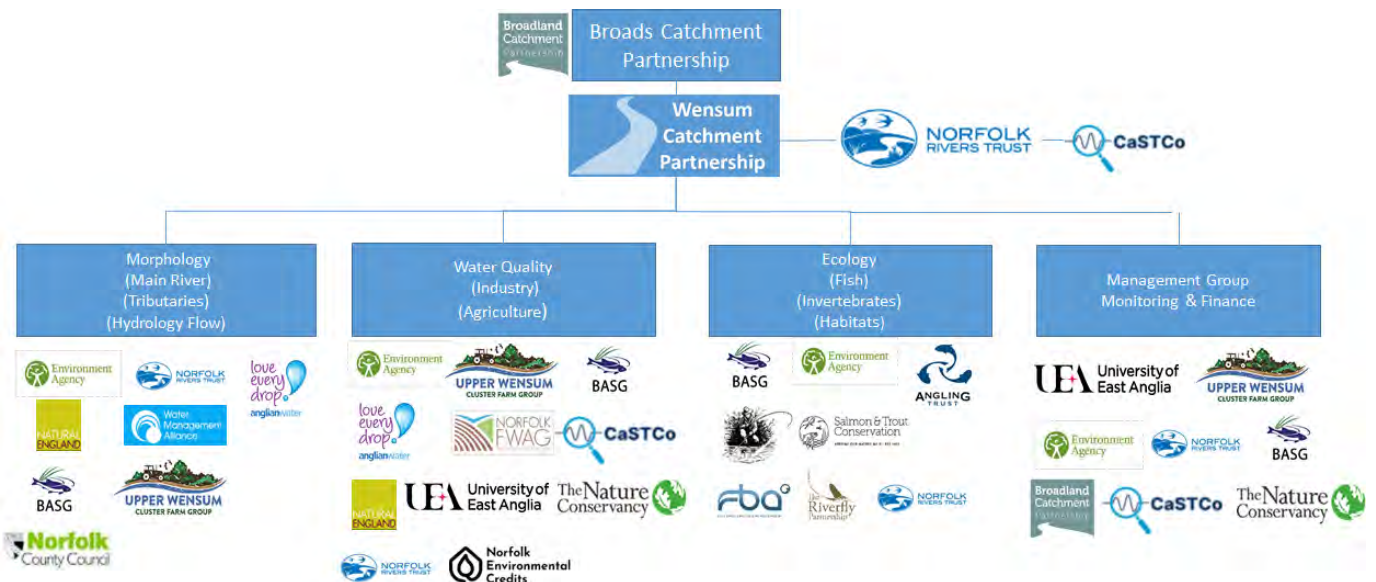 Broadland
Catchment
Partnership
Broads Catchment
Partnership
Wensum
Catchment
Partnership
NORFOLK
RIVERS TRUST
CaSTCo
Morphology
(Main River)
(Tributaries)
(Hydrology Flow)
Water Quality
(Industry)
(Agriculture)
Ecology
(Fish)
(Invertebrates)
(Habitats)
Management Group
Monitoring & Finance
Environment
Agency
NORFOLK
RIVERS TRUST
love
every
drop
anglianwater
NATURAL
ENGLAND
Water
Management
Alliance
BASG
UPPER WENSUM
CLUSTER FARM GROUP
Norfolk
County Council
Environment
Agency
UPPER WENSUM
CLUSTER FARM GROUP
BASG
love
every
drop
anglianwater
NORFOLK
FWAG
CaSTCo
NATURAL
ENGLAND
UEA University of
East Anglia
The Nature
Conservancy
NORFOLK
RIVERS TRUST
Norfolk
Environmental
Credits
BASG
Environment
Agency
ANGLING
TRUST
Salmon & Trout
Conservation
fba
The
Riverfly
Partnership
NORFOLK
RIVERS TRUST
UEA University of
East Anglia
UPPER WENSUM
CLUSTER FARM GROUP
Environment
Agency
NORFOLK
RIVERS TRUST
BASG
Broadland
Catchment
Partnership
CaSTCo
The Nature
Conservancy